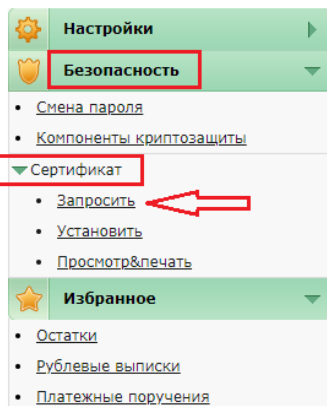 Настройки
Безопасность
Смена пароля
Компоненты криптозащиты
Сертификат
Запросить
Установить
Просмотр&печать
Избранное
Остатки
Рублевые выписки
Платежные поручения